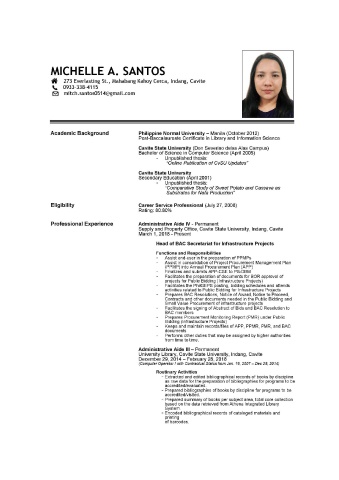 MICHELLE A. SANTOS
273 Everlasting St., Mahabang Kahoy Cerca, Indang, Cavite
0933-338-4115
mitch.santos0514@gmail.com
Academic Background
Philippine Normal University – Manila (October 2012)
Post-Baccalaureate Certificate in Library and Information Science
Cavite State University (Don Severino delas Alas Campus)
Bachelor of Science in Computer Science (April 2005)
- Unpublished thesis:
"Online Publication of CvSU Updates"
Cavite State University
Secondary Education (April 2001)
- Unpublished thesis:
"Comparative Study of Sweet Potato and Cassava as
Substitutes for Nata Production"
Eligibility
Career Service Professional (July 27, 2008)
Rating: 80.80%
Professional Experience
Administrative Aide IV - Permanent
Supply and Property Office, Cavite State University, Indang, Cavite
March 1, 2018 - Present
Head of BAC Secretariat for Infrastructure Projects
Functions and Responsibilities
- Assist end user in the preparation of PPMPs
- Assist in consolidation of Project Procurement Management Plan
(PPMP) into Annual Procurement Plan (APP)
- Finalizes and submits APP-CSE to PS-DBM
- Facilitates the preparation of documents for BOR approval of
projects for Public Bidding (Infrastructure Projects)
- Facilitates the PhilGEPS posting, bidding schedules and attends
activities related to Public Bidding for Infrastructure Projects
- Prepares BAC Resolutions, Notice of Award, Notice to Proceed,
Contracts and other documents needed in the Public Bidding and
Small Value Procurement of infrastructure projects
- Facilitates the signing of Abstract of Bids and BAC Resolution to
BAC members
- Prepares Procurement Monitoring Report (PMR) under Public
Bidding (Infrastructure Projects)
- Keeps and maintain records/files of APP, PPMP, PMR, and BAC
documents
- Performs other duties that may be assigned by higher authorities
from time to time.
Administrative Aide III – Permanent
University Library, Cavite State University, Indang, Cavite
December 29, 2014 – February 28, 2018
Routinary Activities
- Extracted and edited bibliographical records of books by discipline
as raw data for the preparation of bibliographies for programs to be
accredited/evaluated
- Prepared bibliographies of books by discipline for programs to be
accredited/visited.
- Prepared summary of books per subject area, total core collection
based on the data retrieved from Athena Integrated Library
System
- Encoded bibliographical records of cataloged materials and
printing
of barcodes.